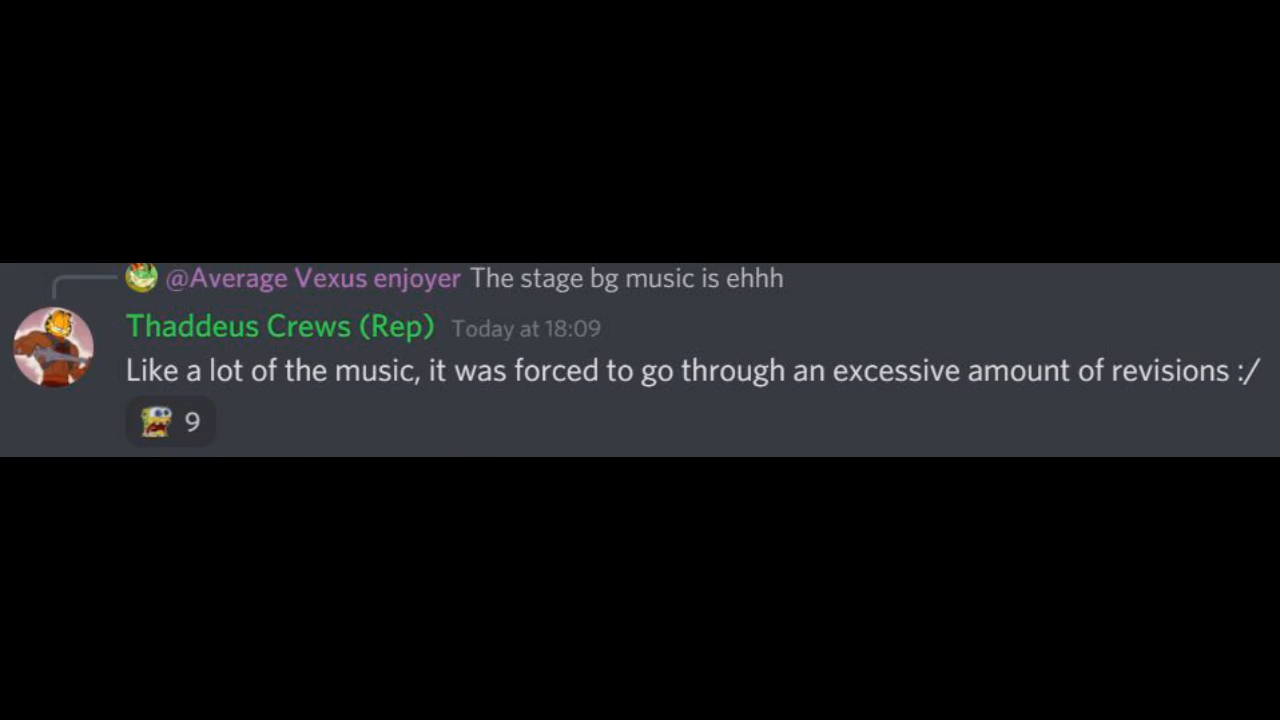 @Average Vexus enjoyer The stage bg music is ehhh
Thaddeus Crews (Rep) Today at 18:09
Like a lot of the music, it was forced to go through an excessive amount of revisions :/
9